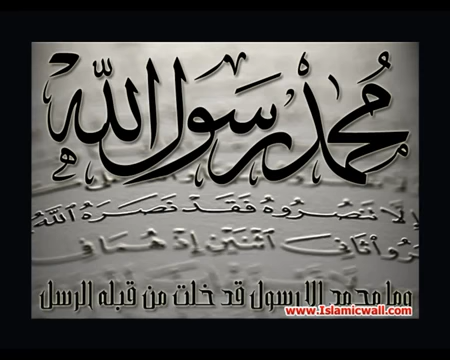 محمد رسول الله
إلا تنصروه فقد نصره الله
ثاني اثنين إذ هما في
وما محمد الا رسول قد خلت من قبله الرسل
www.Islamicwall.com